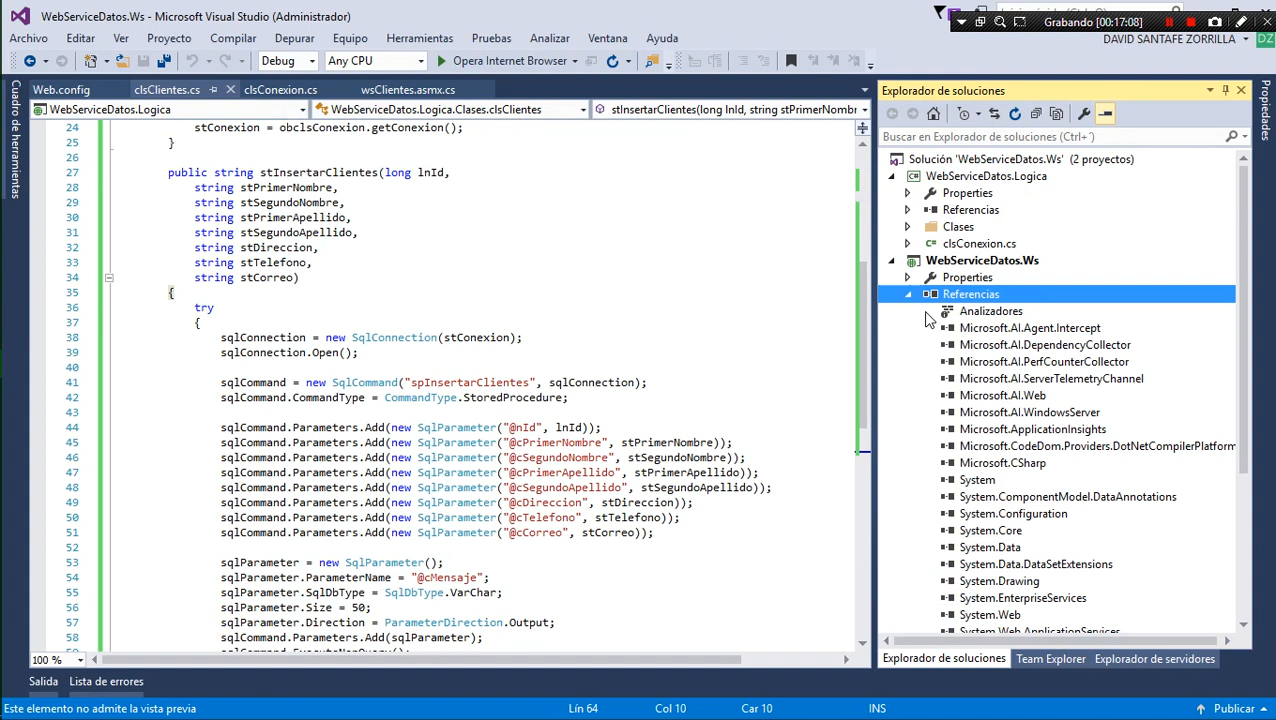 WebServiceDatos.Ws - Microsoft Visual Studio (Administrador)
Grabando [00:17:08]
Archivo Editar Ver Proyecto Compilar Depurar Equipo Herramientas Pruebas Analizar Ventana Ayuda
DAVID SANTAFE ZORRILLA DZ
Debug Any CPU Opera Internet Browser
Web.config clsClientes.cs clsConexion.cs wsClientes.asmx.cs
WebServiceDatos.Logica WebServiceDatos.Logica.Clases.clsClientes stInsertarClientes(long lnId, string stPrimerNombr
Cuadro de herramientas
24 stConexion = obclsConexion.getConexion();
25 }
26
27 public string stInsertarClientes(long lnId,
28 string stPrimerNombre,
29 string stSegundoNombre,
30 string stPrimerApellido,
31 string stSegundoApellido,
32 string stDireccion,
33 string stTelefono,
34 string stCorreo)
35 {
36 try
37 {
38 sqlConnection = new SqlConnection(stConexion);
39 sqlConnection.Open();
40
41 sqlCommand = new SqlCommand("spInsertarClientes", sqlConnection);
42 sqlCommand.CommandType = CommandType.StoredProcedure;
43
44 sqlCommand.Parameters.Add(new SqlParameter("@nId", lnId));
45 sqlCommand.Parameters.Add(new SqlParameter("@cPrimerNombre", stPrimerNombre));
46 sqlCommand.Parameters.Add(new SqlParameter("@cSegundoNombre", stSegundoNombre));
47 sqlCommand.Parameters.Add(new SqlParameter("@cPrimerApellido", stPrimerApellido));
48 sqlCommand.Parameters.Add(new SqlParameter("@cSegundoApellido", stSegundoApellido));
49 sqlCommand.Parameters.Add(new SqlParameter("@cDireccion", stDireccion));
50 sqlCommand.Parameters.Add(new SqlParameter("@cTelefono", stTelefono));
51 sqlCommand.Parameters.Add(new SqlParameter("@cCorreo", stCorreo));
52
53 sqlParameter = new SqlParameter();
54 sqlParameter.ParameterName = "@cMensaje";
55 sqlParameter.SqlDbType = SqlDbType.VarChar;
56 sqlParameter.Size = 50;
57 sqlParameter.Direction = ParameterDirection.Output;
58 sqlCommand.Parameters.Add(sqlParameter);
sqlCommand.ExecuteNonQuery();
100 %
Explorador de soluciones
Buscar en Explorador de soluciones (Ctrl+´)
Solución 'WebServiceDatos.Ws' (2 proyectos)
WebServiceDatos.Logica
Properties
Referencias
Clases
clsConexion.cs
WebServiceDatos.Ws
Properties
Referencias
Analizadores
Microsoft.AI.Agent.Intercept
Microsoft.AI.DependencyCollector
Microsoft.AI.PerfCounterCollector
Microsoft.AI.ServerTelemetryChannel
Microsoft.AI.Web
Microsoft.AI.WindowsServer
Microsoft.ApplicationInsights
Microsoft.CodeDom.Providers.DotNetCompilerPlatform
Microsoft.CSharp
System
System.ComponentModel.DataAnnotations
System.Configuration
System.Core
System.Data
System.Data.DataSetExtensions
System.Drawing
System.EnterpriseServices
System.Web
System.Web.ApplicationServices
Explorador de soluciones Team Explorer Explorador de servidores
Propiedades
Salida Lista de errores
Este elemento no admite la vista previa Lín 64 Col 10 Car 10 INS Publicar